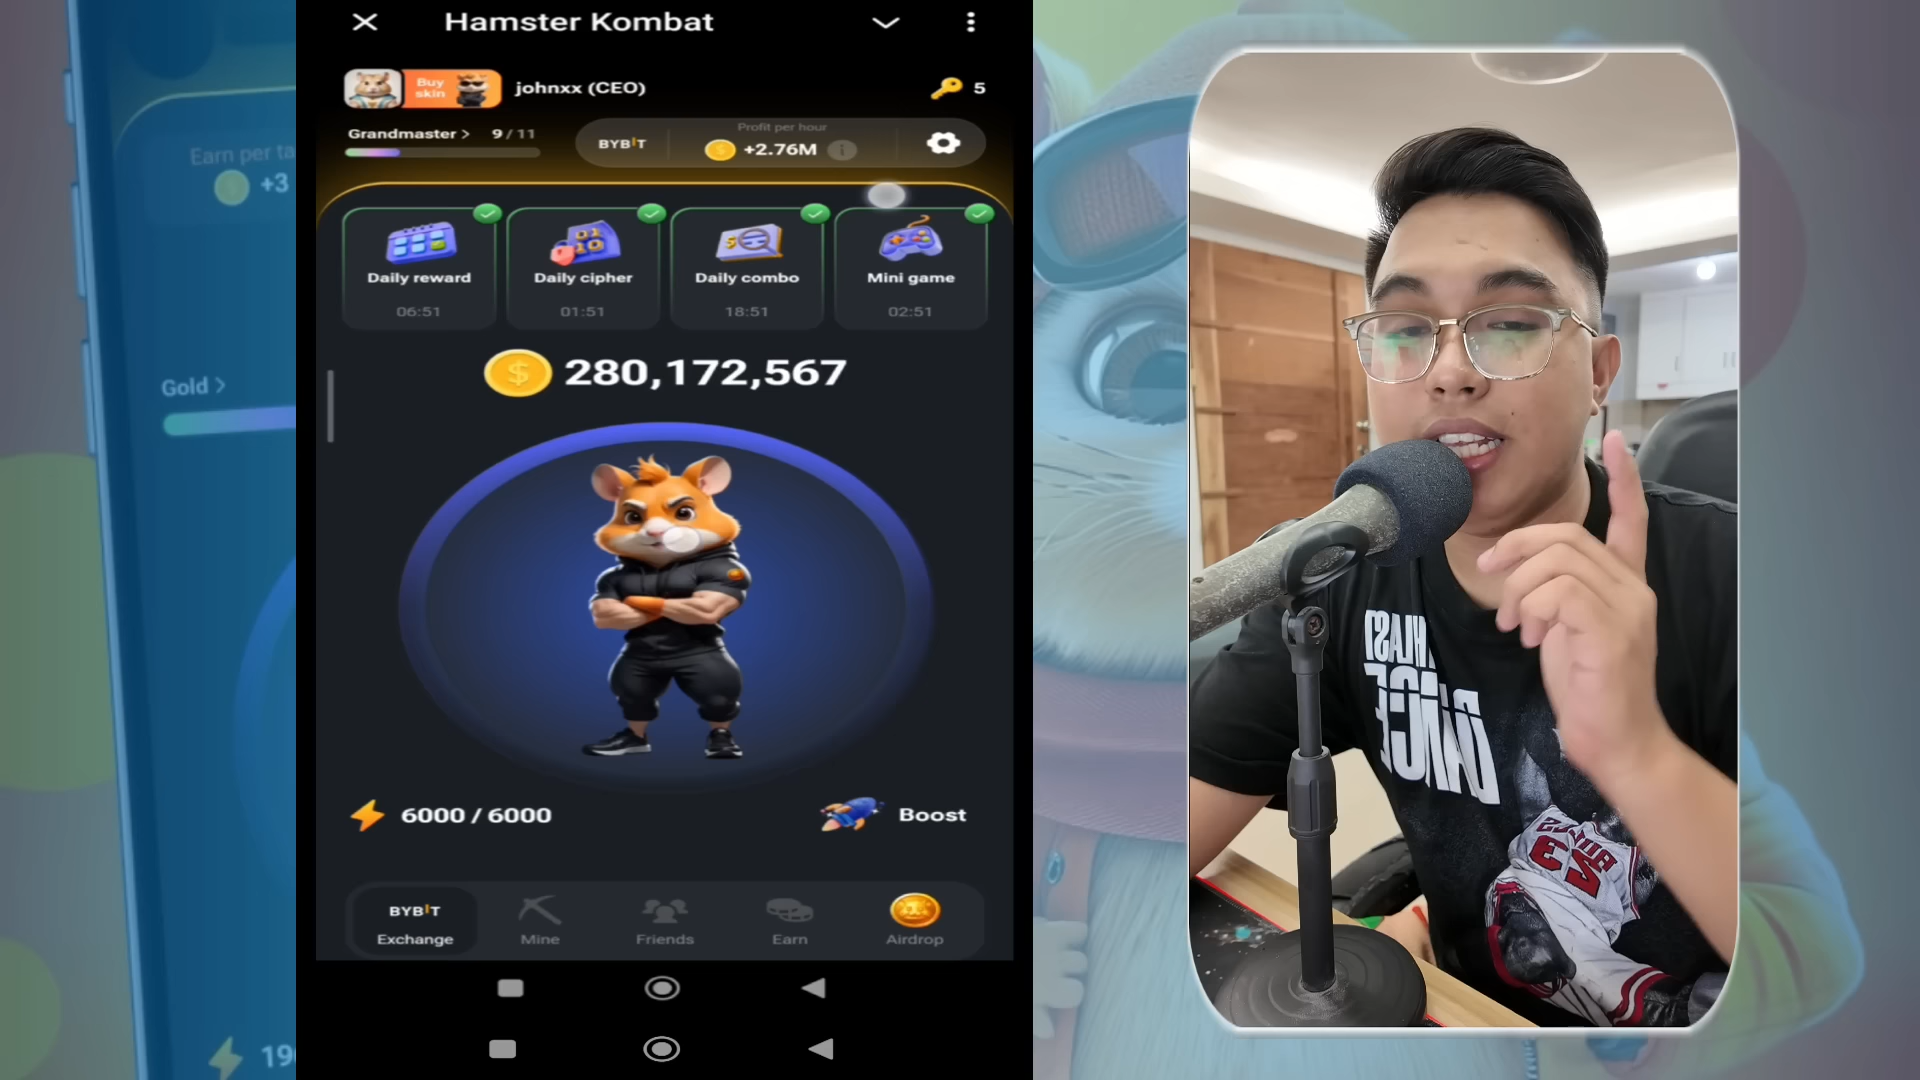 Hamster Kombat
Buy skin
johnxx (CEO)
5
Grandmaster >
9 / 11
BYBIT
Profit per hour
+2.76M
Daily reward
06:51
Daily cipher
01:51
Daily combo
18:51
Mini game
02:51
280,172,567
6000 / 6000
Boost
BYBIT
Exchange
Mine
Friends
Earn
Airdrop
Earn per ta
+3
Gold >
19
DANCE